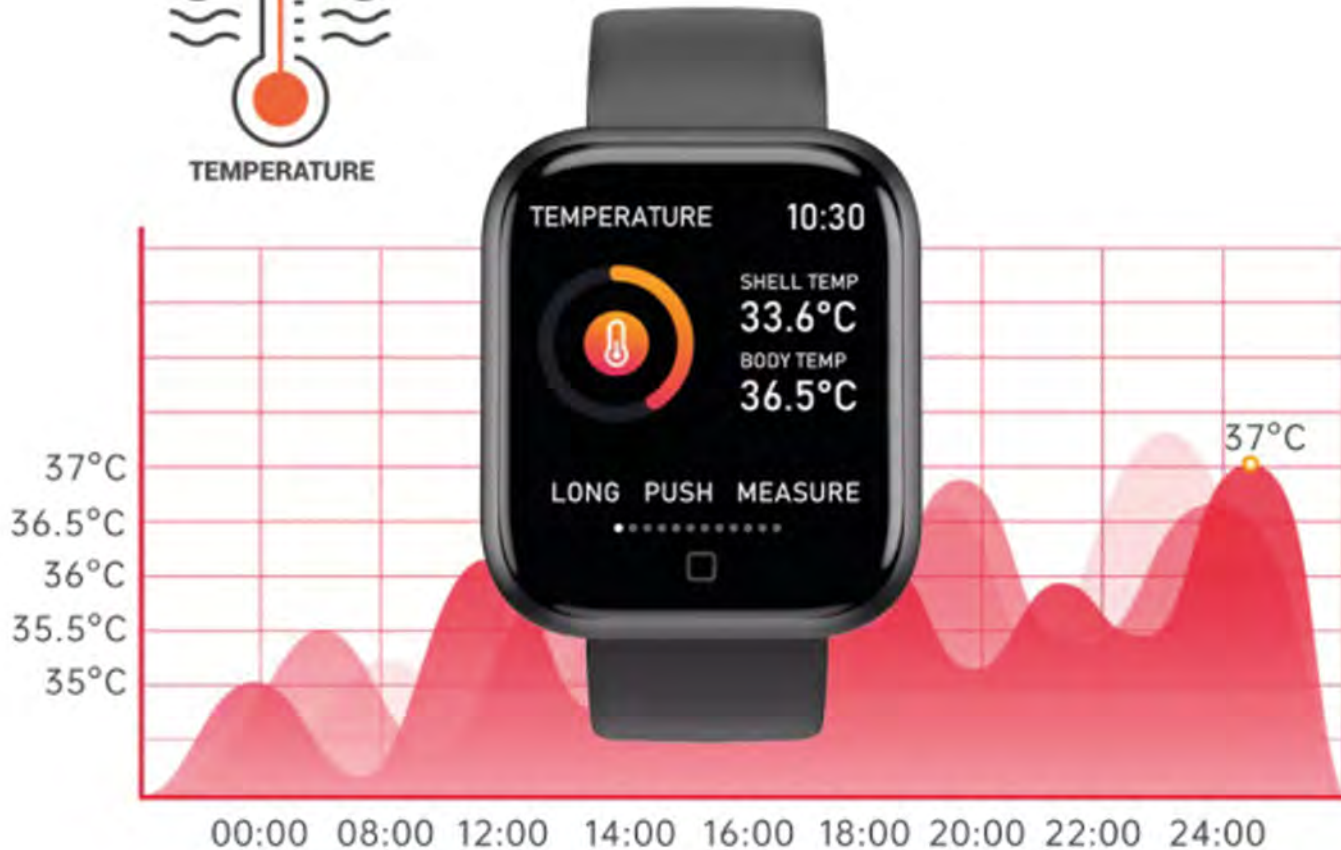 TEMPERATURE
TEMPERATURE 10:30
SHELL TEMP
33.6°C
BODY TEMP
36.5°C
LONG PUSH MEASURE
37°C
37°C
36.5°C
36°C
35.5°C
35°C
00:00 08:00 12:00 14:00 16:00 18:00 20:00 22:00 24:00